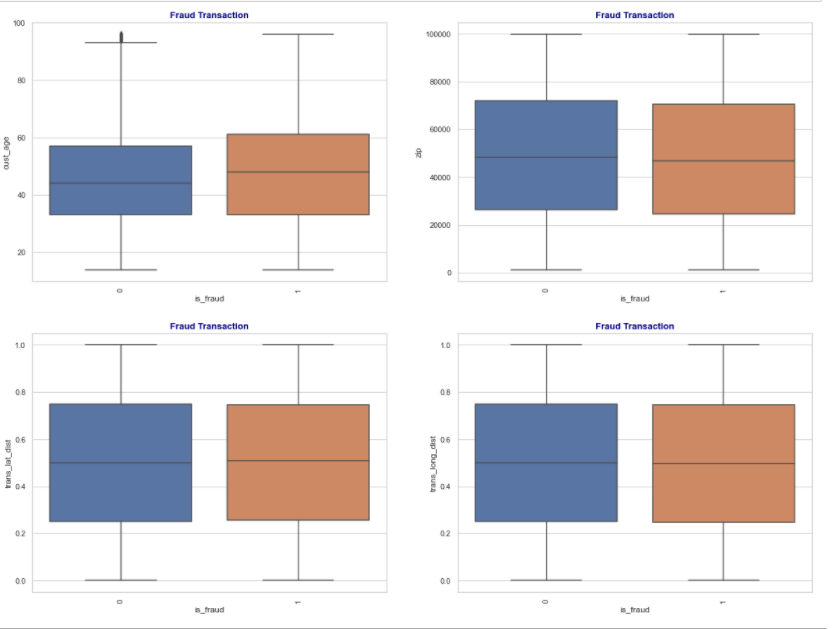 Fraud Transaction
100
80
60
40
20
cust_age
0
1
is_fraud
Fraud Transaction
100000
80000
60000
40000
20000
0
zip
0
1
is_fraud
Fraud Transaction
1.0
0.8
0.6
0.4
0.2
0.0
trans_lat_dist
0
1
is_fraud
Fraud Transaction
1.0
0.8
0.6
0.4
0.2
0.0
trans_long_dist
0
1
is_fraud